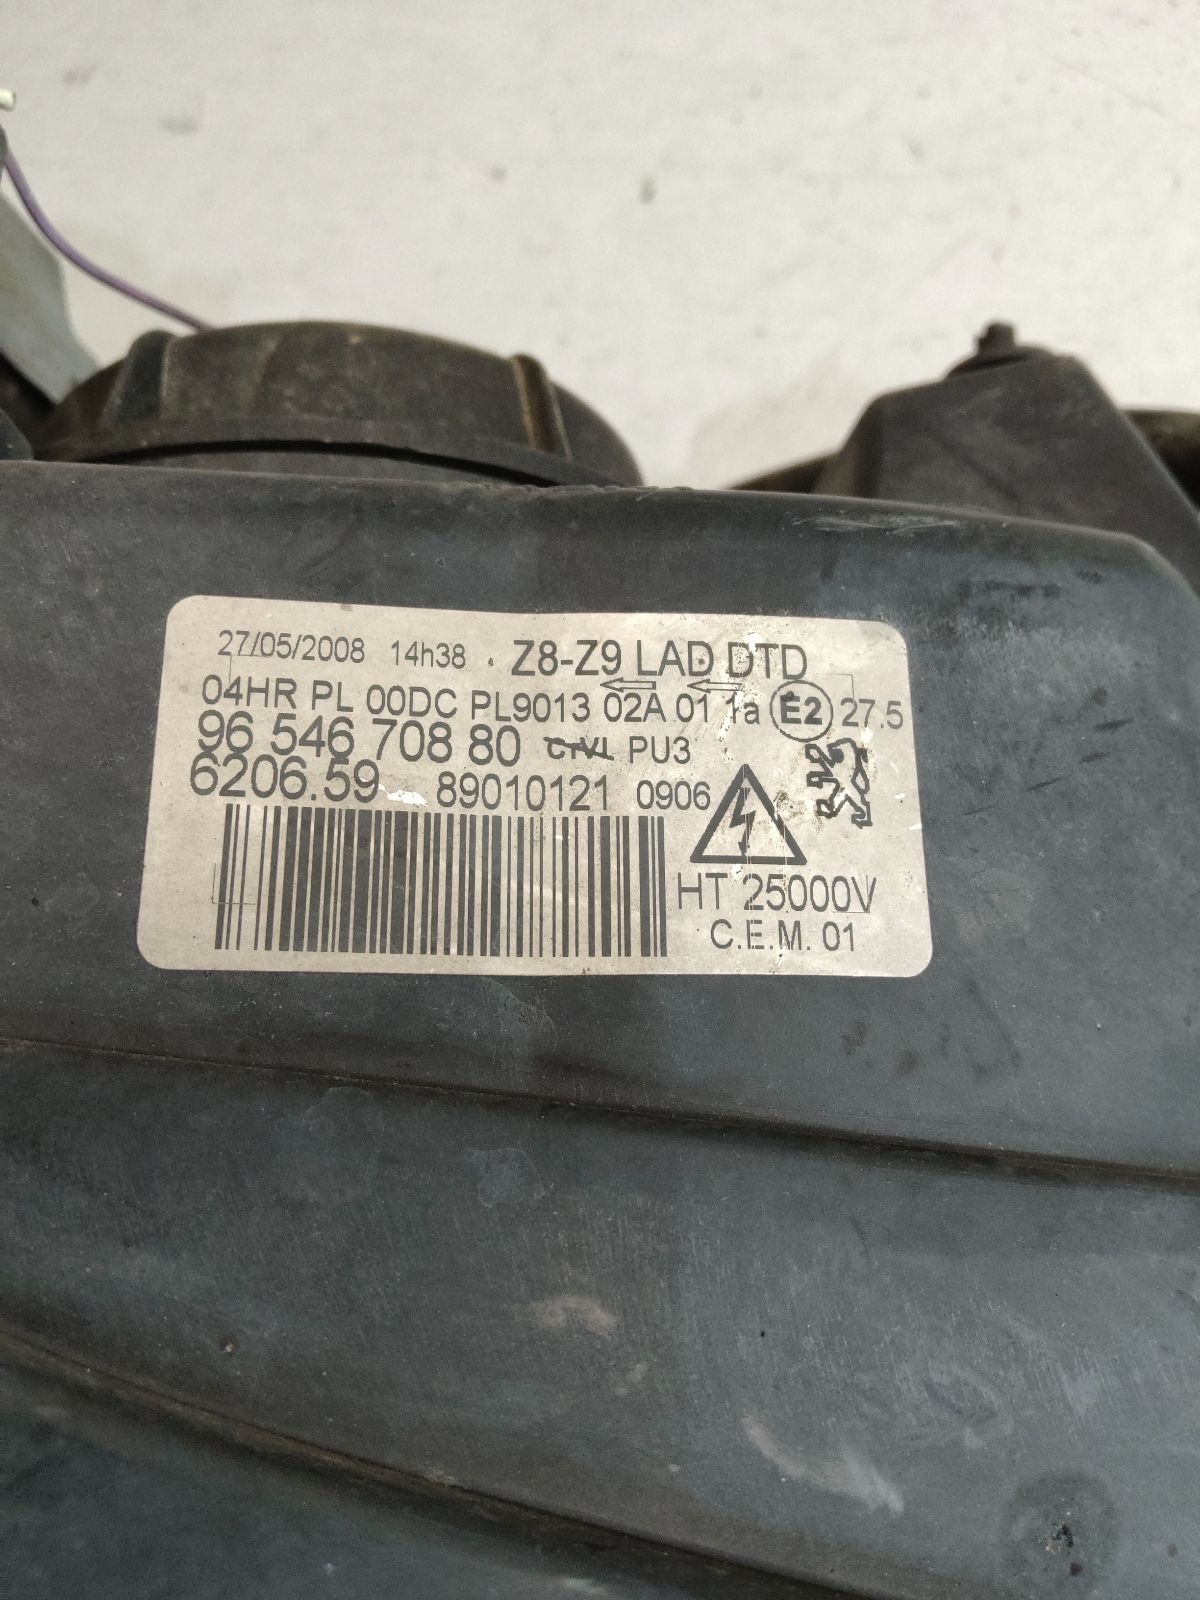 27/05/2008 14h38 . Z8-Z9 LAD DTD
04HR PL 00DC PL9013 02A 01 1a E2 27.5
96 546 708 80 PU3
6206.59 89010121 0906
HT 25000V
C.E.M. 01